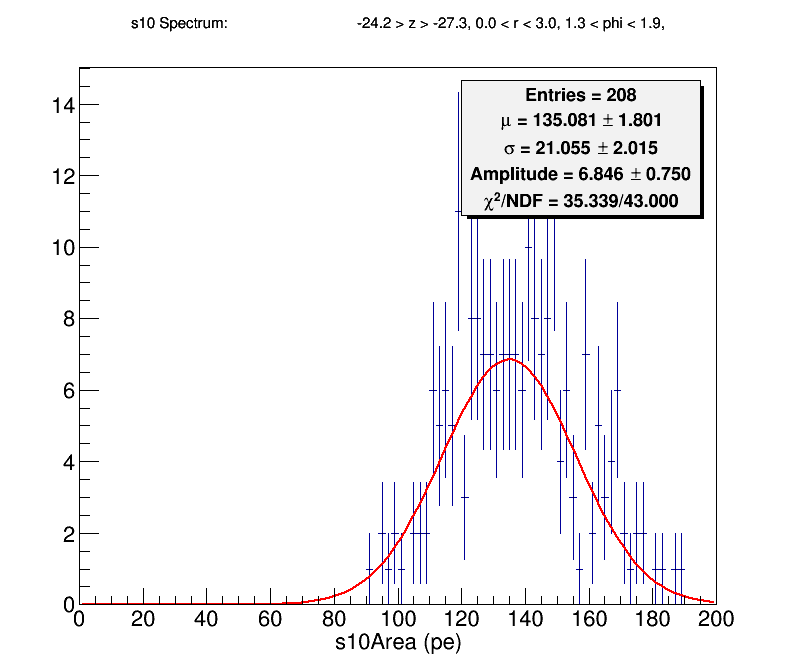 s10 Spectrum: -24.2 > z > -27.3, 0.0 < r < 3.0, 1.3 < phi < 1.9,
Entries = 208
μ = 135.081 ± 1.801
σ = 21.055 ± 2.015
Amplitude = 6.846 ± 0.750
χ²/NDF = 35.339/43.000
14
12
10
8
6
4
2
0
0 20 40 60 80 100 120 140 160 180 200
s10Area (pe)